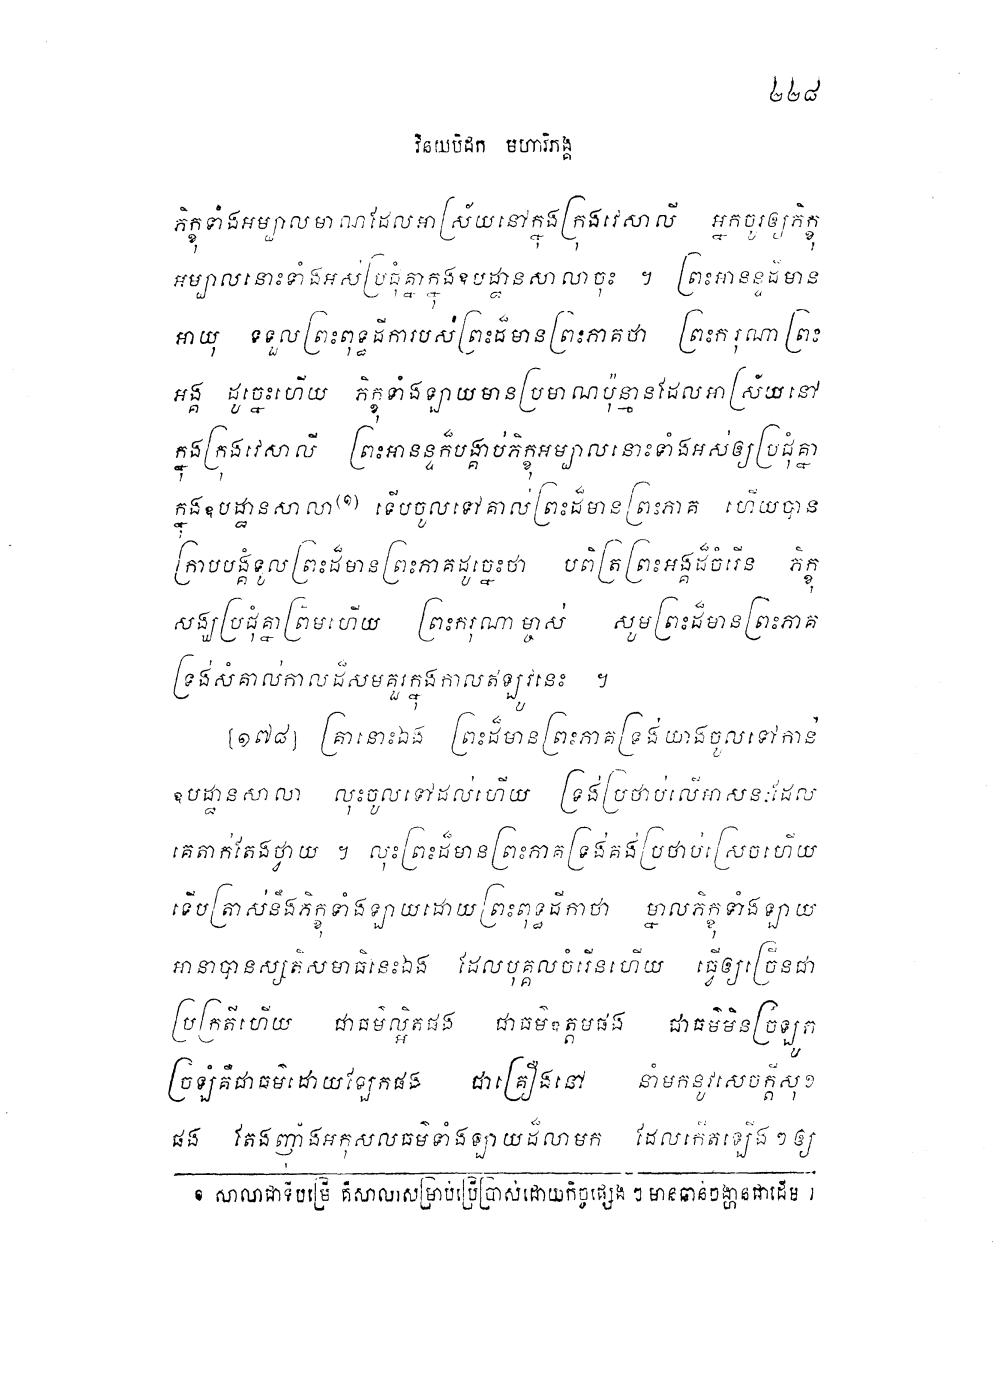 ៤៤៨
វិនយបិដក មហាវិភង្គ
ភិក្ខុទាំងអម្បាលមាណដែលអាស្រ័យនៅក្នុងក្រុងវេសាលី អ្នកចូរឲ្យភិក្ខុ
អម្បាលនោះទាំងអស់ប្រជុំគ្នាក្នុងឧបដ្ឋានសាលាចុះ ។ ព្រះអានន្ទដ៏មាន
អាយុ ទទួលព្រះពុទ្ធដីការបស់ព្រះដ៏មានព្រះភាគថា ព្រះករុណាព្រះ
អង្គ ដូច្នេះហើយ ភិក្ខុទាំងឡាយមានប្រមាណប៉ុន្មានដែលអាស្រ័យនៅ
ក្នុងក្រុងវេសាលី ព្រះអានន្ទក៏បង្គាប់ភិក្ខុអម្បាលនោះទាំងអស់ឲ្យប្រជុំគ្នា
ក្នុងឧបដ្ឋានសាលា(១) ទើបចូលទៅគាល់ព្រះដ៏មានព្រះភាគ ហើយបាន
ក្រាបបង្គំទូលព្រះដ៏មានព្រះភាគដូច្នេះថា បពិត្រព្រះអង្គដ៏ចំរើន ភិក្ខុ
សង្ឃប្រជុំគ្នាព្រមហើយ ព្រះករុណាម្ចាស់ សូមព្រះដ៏មានព្រះភាគ
ទ្រង់សំគាល់កាលដ៏សមគួរក្នុងកាលឥឡូវនេះ ។
[១៧៨] គ្រានោះឯង ព្រះដ៏មានព្រះភាគទ្រង់យាងចូលទៅកាន់
ឧបដ្ឋានសាលា លុះចូលទៅដល់ហើយ ទ្រង់ប្រថាប់លើអាសនៈដែល
គេតាក់តែងថ្វាយ ។ លុះព្រះដ៏មានព្រះភាគទ្រង់គង់ប្រថាប់ស្រេចហើយ
ទើបត្រាស់នឹងភិក្ខុទាំងឡាយដោយព្រះពុទ្ធដីកាថា ម្នាលភិក្ខុទាំងឡាយ
អានាបានស្សតិសមាធិនេះឯង ដែលបុគ្គលចំរើនហើយ ធ្វើឲ្យច្រើនជា
ប្រក្រតីហើយ ជាធម៌ល្អិតផង ជាធម៌ឧត្តមផង ជាធម៌មិនច្រឡូក
ច្រឡំគឺជាធម៌ដោយឡែកផង ជាគ្រឿងនៅ នាំមកនូវសេចក្តីសុខ
ផង តែងញុំាងអកុសលធម៌ទាំងឡាយដ៏លាមក ដែលកើតឡើងៗឲ្យ
១ សាលាជាទីបម្រើ គឺសាលាសម្រាប់ប្រើប្រាស់ដោយកិច្ចផ្សេង ៗ មានឆាន់ចង្ហាន់ជាដើម ។